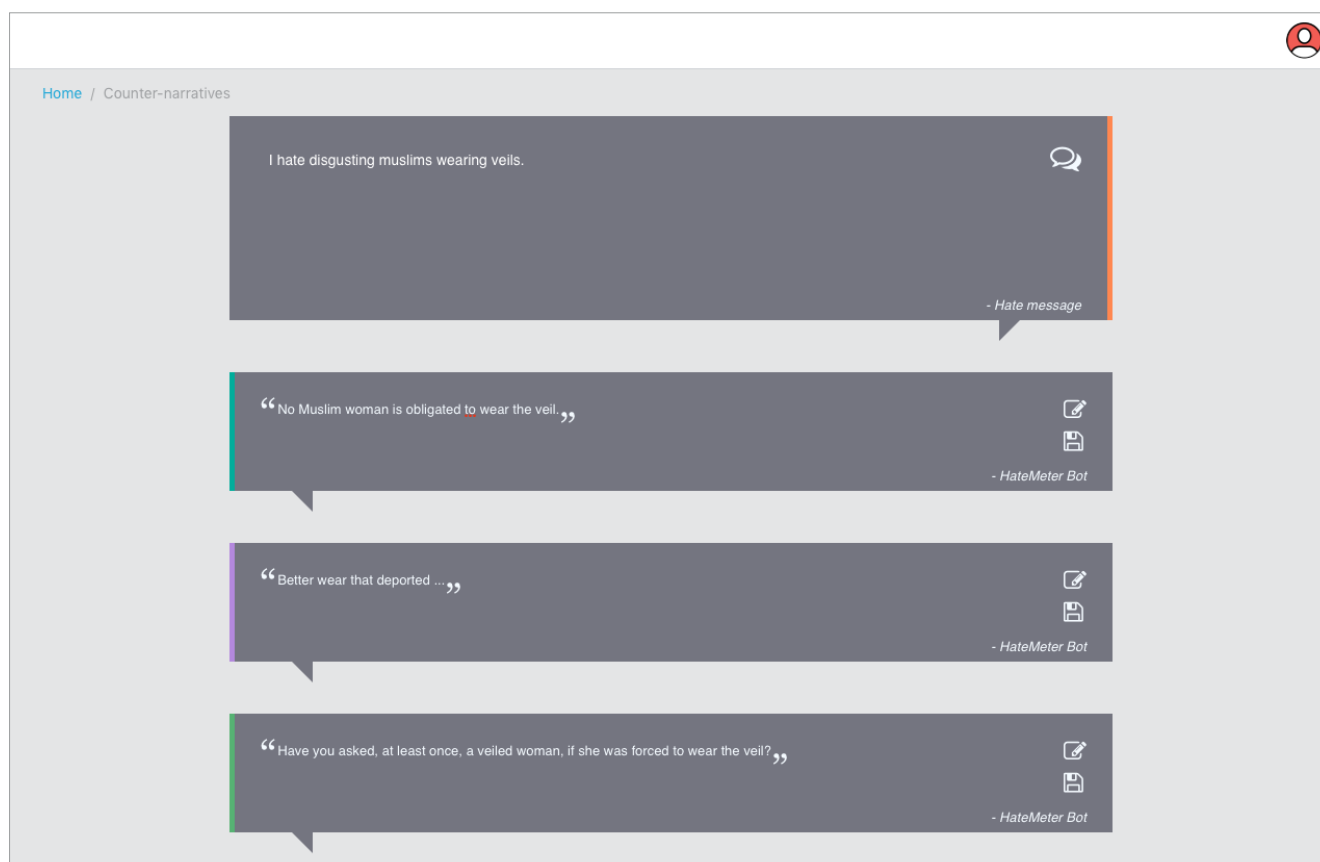 Home / Counter-narratives
I hate disgusting muslims wearing veils.
- Hate message
“No Muslim woman is obligated to wear the veil.„
- HateMeter Bot
“Better wear that deported ...„
- HateMeter Bot
“Have you asked, at least once, a veiled woman, if she was forced to wear the veil?„
- HateMeter Bot